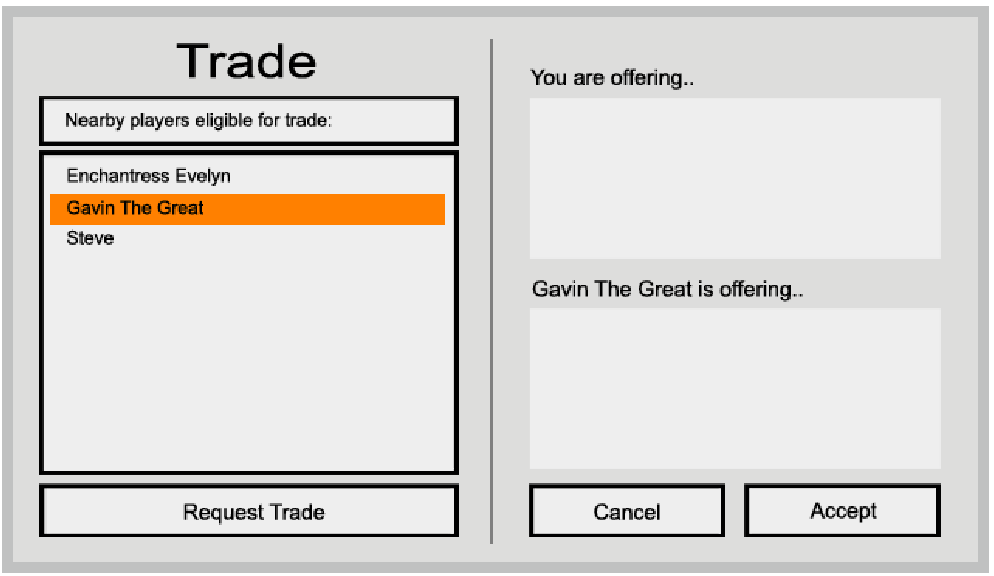 Trade
Nearby players eligible for trade:
Enchantress Evelyn
Gavin The Great
Steve
Request Trade
You are offering..
Gavin The Great is offering..
Cancel
Accept